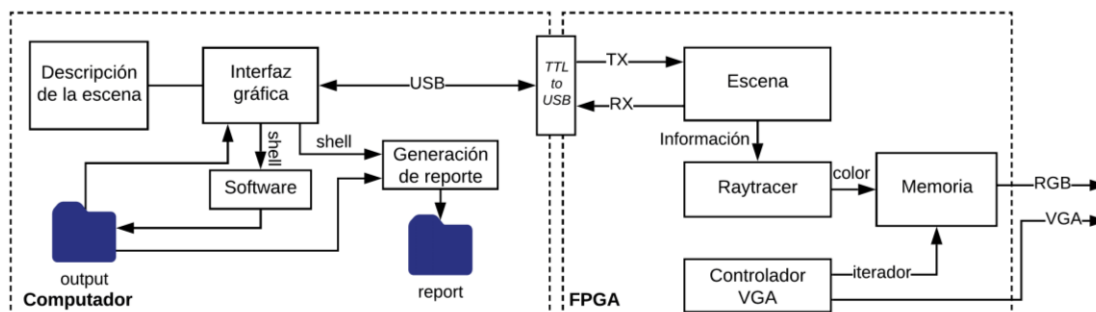 Descripción
de la escena
Interfaz
gráfica
USB
TTL
to
USB
TX
RX
Escena
shell
shell
Información
Software
Generación
de reporte
Raytracer
color
Memoria
RGB
VGA
output
Computador
report
FPGA
Controlador
VGA
iterador